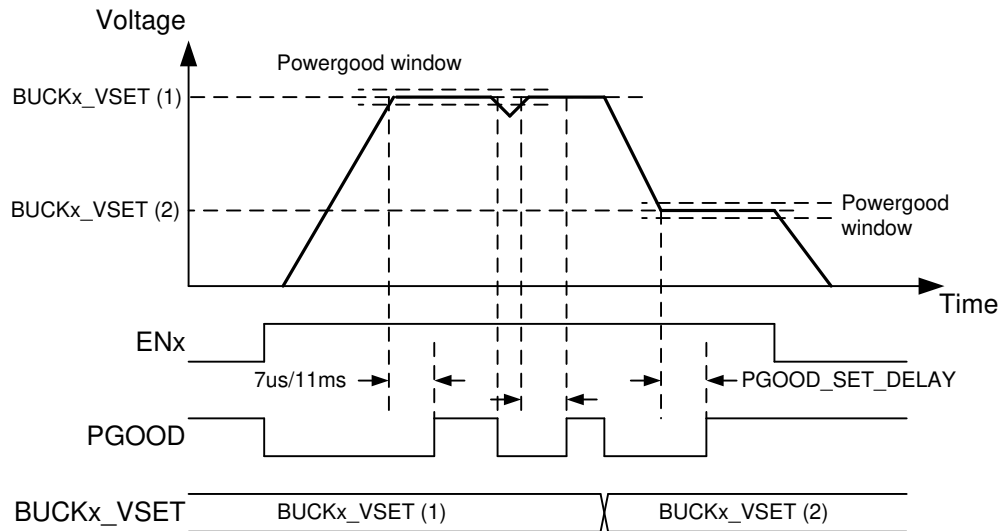 Voltage
Powergood window
BUCKx_VSET (1)
BUCKx_VSET (2)
Powergood
window
Time
ENx
7us/11ms
PGOOD_SET_DELAY
PGOOD
BUCKx_VSET
BUCKx_VSET (1)
BUCKx_VSET (2)